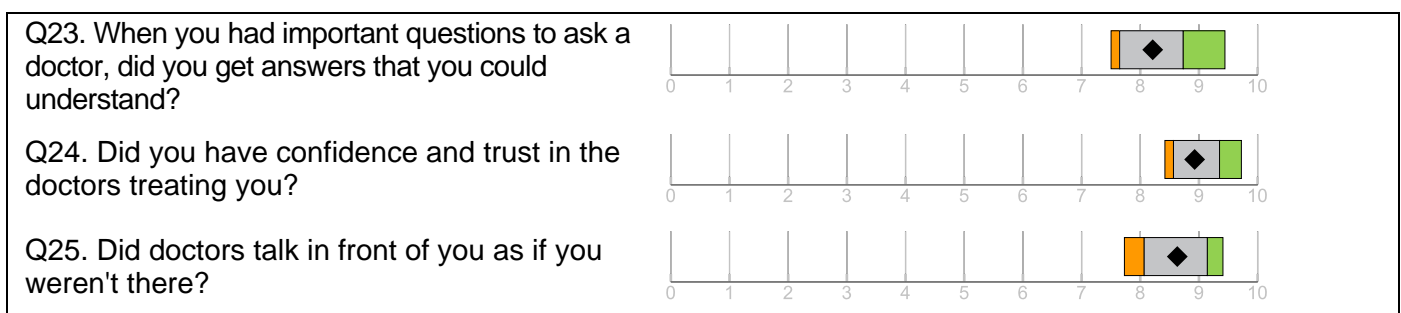 Q23. When you had important questions to ask a
doctor, did you get answers that you could
understand?
0 1 2 3 4 5 6 7 8 9 10
Q24. Did you have confidence and trust in the
doctors treating you?
0 1 2 3 4 5 6 7 8 9 10
Q25. Did doctors talk in front of you as if you
weren't there?
0 1 2 3 4 5 6 7 8 9 10